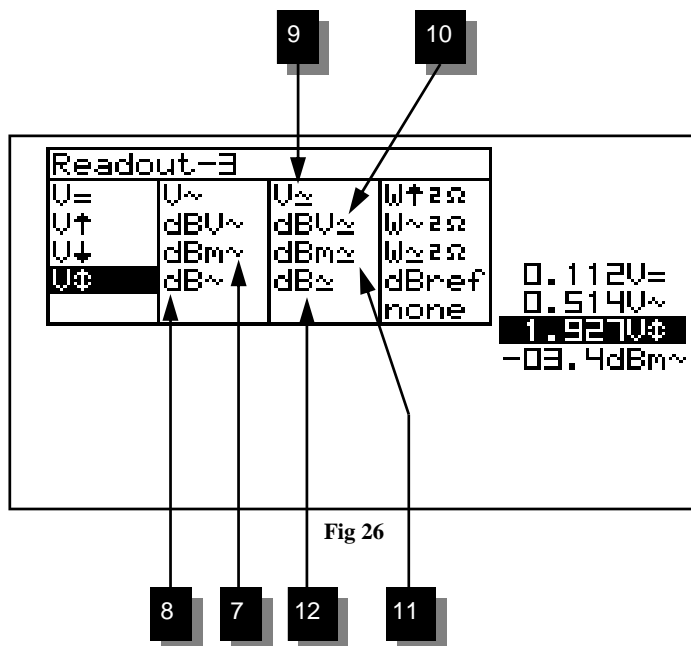 9 10
Readout-3
V= V~ V≃ W↑2Ω
V↑ dBV~ dBV≃ W~2Ω
V↓ dBm~ dBm≃ W≃2Ω
V↕ dB~ dB≃ dBref
none
0.112V=
0.514V~
1.927V↕
-03.4dBm~
Fig 26
8 7 12 11